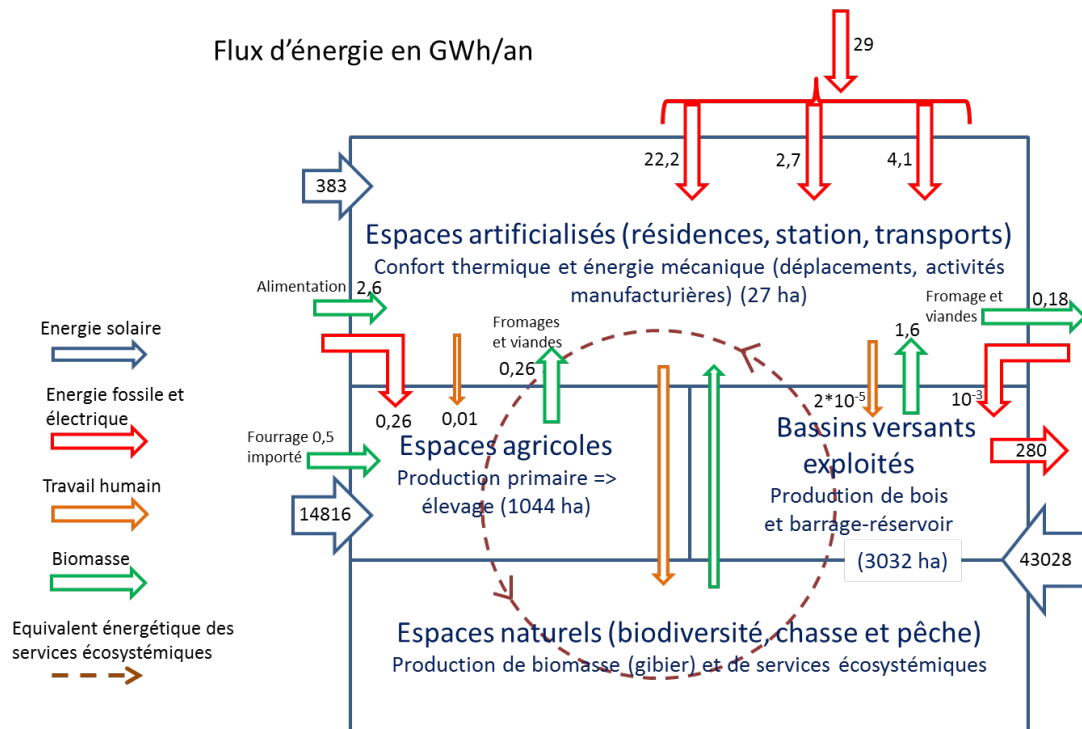 Flux d'énergie en GWh/an
29
22,2
2,7
4,1
383
Espaces artificialisés (résidences, station, transports)
Confort thermique et énergie mécanique (déplacements, activités
manufacturières) (27 ha)
Alimentation 2,6
Fromage et
viandes
0,18
Energie solaire
Fromages
et viandes
0,26
1,6
Energie fossile et
électrique
0,26
0,01
2*10-5
10-3
Fourrage 0,5
importé
Espaces agricoles
Production primaire =>
élevage (1044 ha)
Bassins versants
exploités
Production de bois
et barrage-réservoir
(3032 ha)
280
Travail humain
14816
43028
Biomasse
Equivalent énergétique des
services écosystémiques
Espaces naturels (biodiversité, chasse et pêche)
Production de biomasse (gibier) et de services écosystémiques